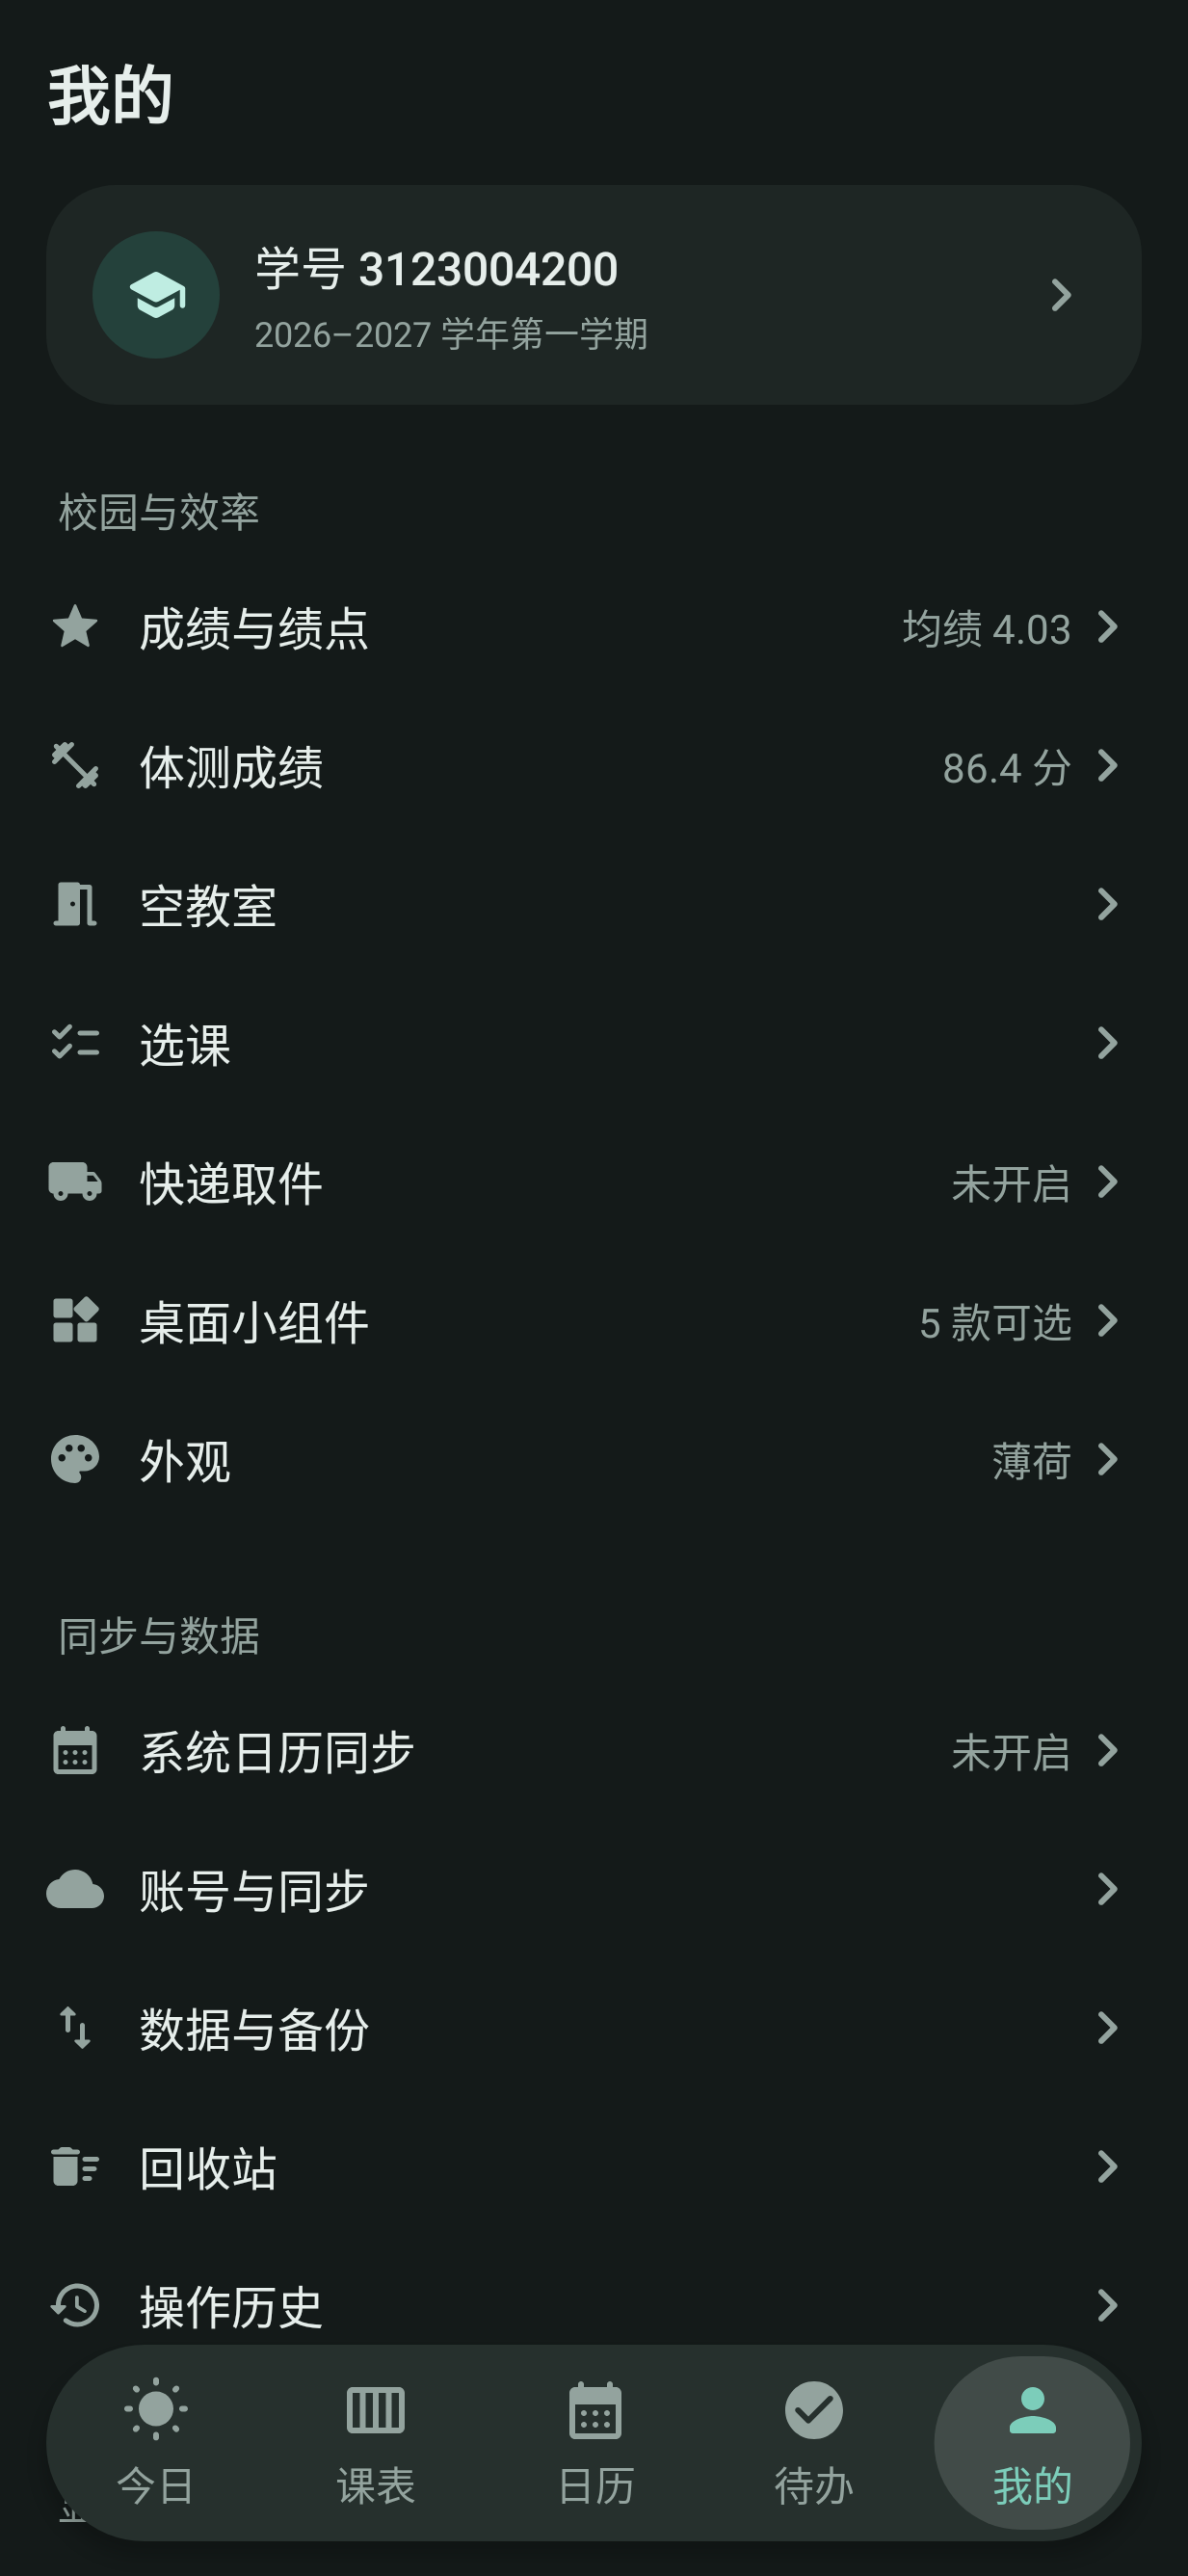 我的
学号 3123004200
2026–2027 学年第一学期
校园与效率
成绩与绩点 均绩 4.03
体测成绩 86.4 分
空教室
选课
快递取件 未开启
桌面小组件 5 款可选
外观 薄荷
同步与数据
系统日历同步 未开启
账号与同步
数据与备份
回收站
操作历史
今日 课表 日历 待办 我的